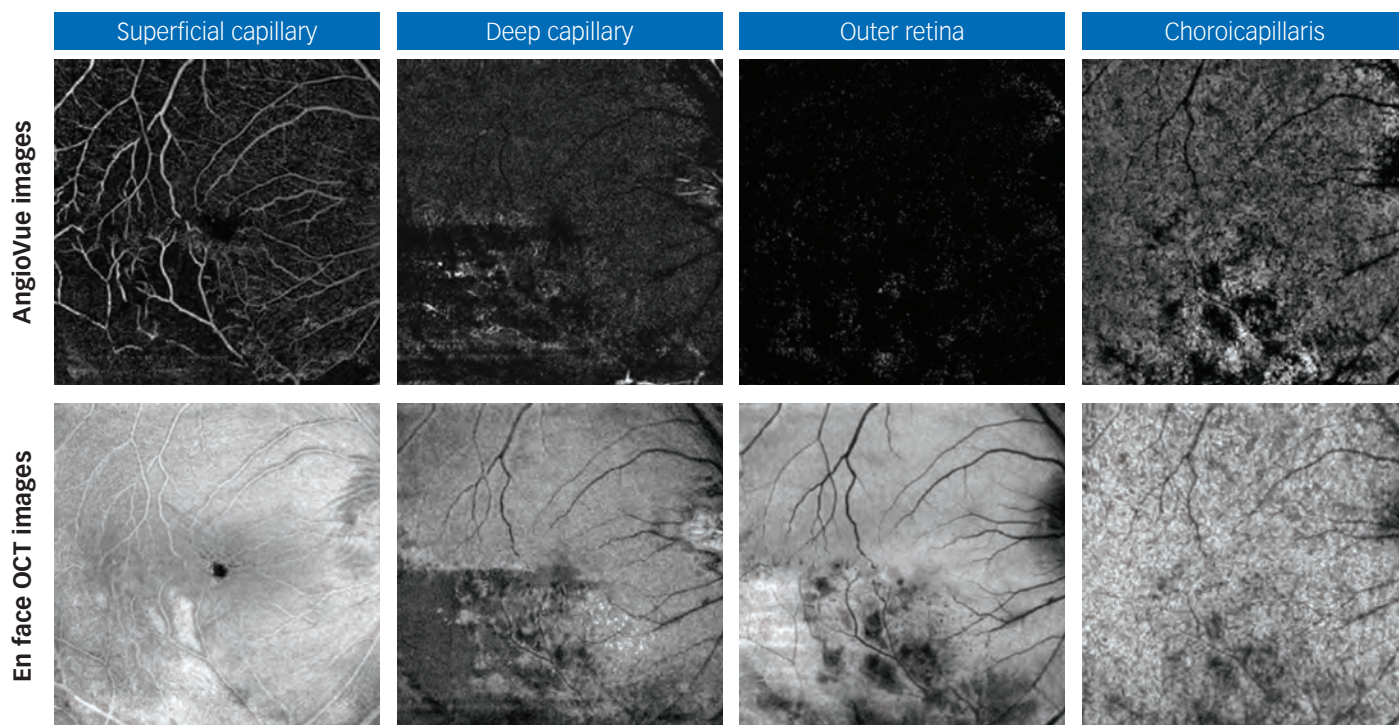 Superficial capillary
Deep capillary
Outer retina
Choroicapillaris
AngioVue images
En face OCT images